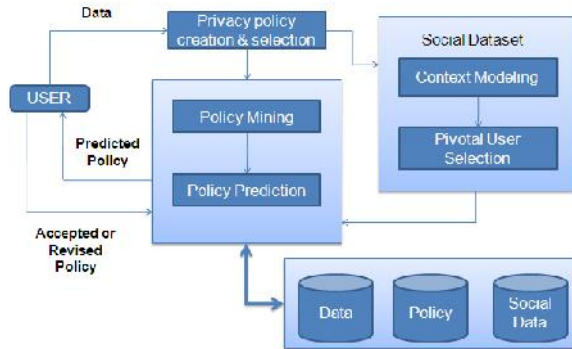 Data
Privacy policy
creation & selection
Social Dataset
Context Modeling
USER
Policy Mining
Pivotal User
Selection
Predicted
Policy
Policy Prediction
Accepted or
Revised
Policy
Data
Policy
Social
Data